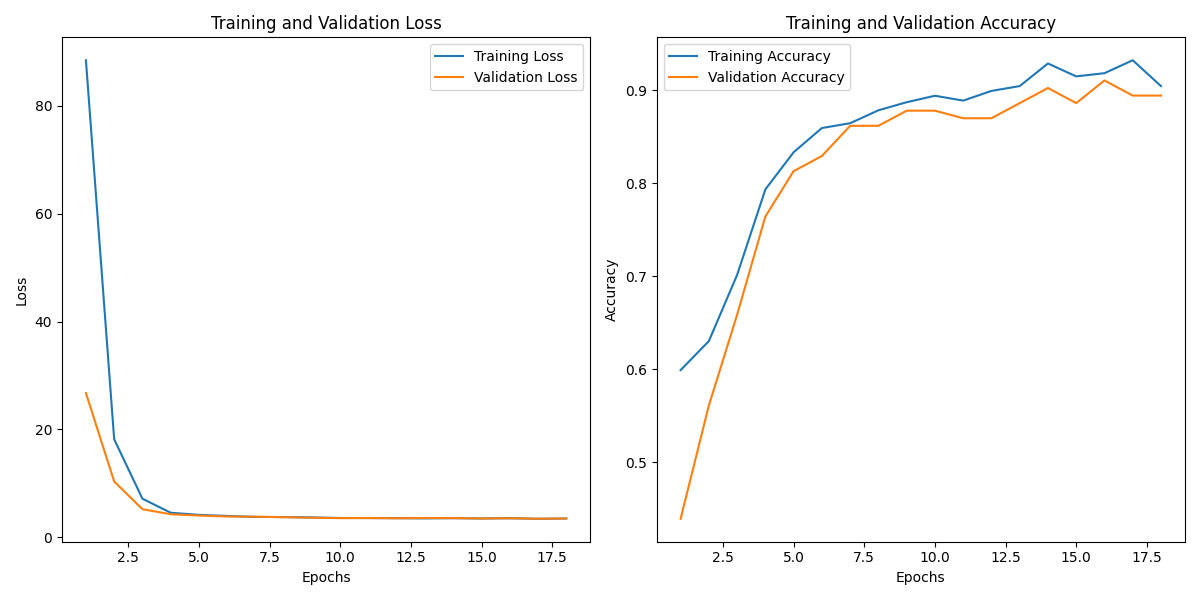 Training and Validation Loss
Training Loss
Validation Loss
80
60
40
20
0
Loss
2.5 5.0 7.5 10.0 12.5 15.0 17.5
Epochs
Training and Validation Accuracy
Training Accuracy
Validation Accuracy
0.9
0.8
0.7
0.6
0.5
Accuracy
2.5 5.0 7.5 10.0 12.5 15.0 17.5
Epochs